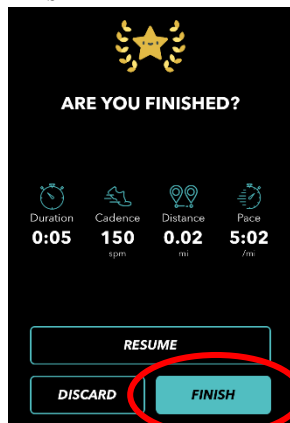 ARE YOU FINISHED?
Duration Cadence Distance Pace
0:05 150 0.02 5:02
spm mi /mi
RESUME
DISCARD FINISH